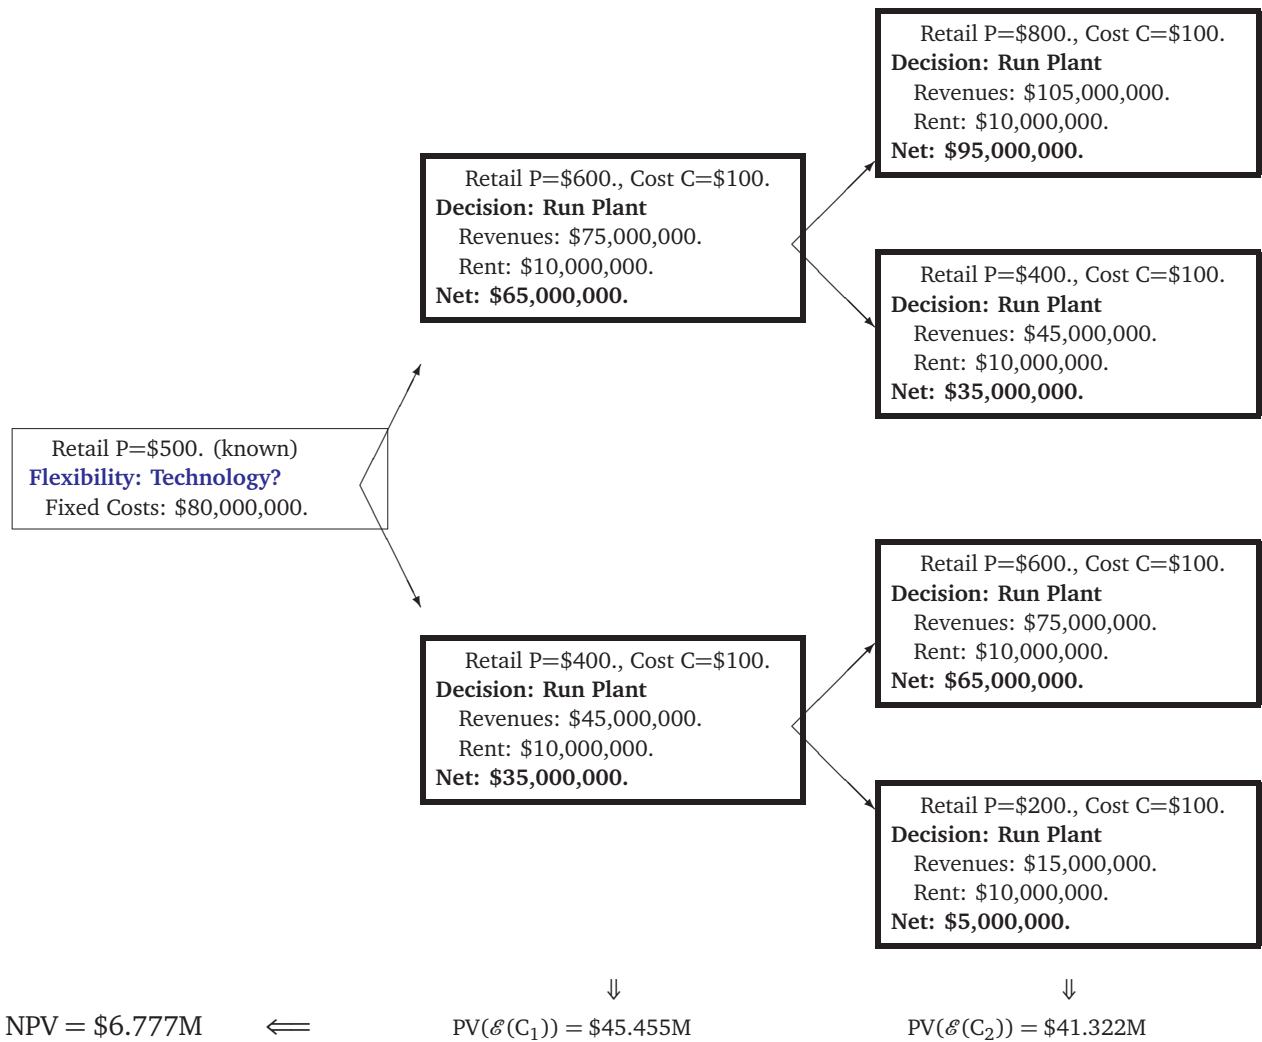 Retail P=$800., Cost C=$100.
Decision: Run Plant
Revenues: $105,000,000.
Rent: $10,000,000.
Net: $95,000,000.
Retail P=$600., Cost C=$100.
Decision: Run Plant
Revenues: $75,000,000.
Rent: $10,000,000.
Net: $65,000,000.
Retail P=$400., Cost C=$100.
Decision: Run Plant
Revenues: $45,000,000.
Rent: $10,000,000.
Net: $35,000,000.
Retail P=$500. (known)
Flexibility: Technology?
Fixed Costs: $80,000,000.
Retail P=$600., Cost C=$100.
Decision: Run Plant
Revenues: $75,000,000.
Rent: $10,000,000.
Net: $65,000,000.
Retail P=$400., Cost C=$100.
Decision: Run Plant
Revenues: $45,000,000.
Rent: $10,000,000.
Net: $35,000,000.
Retail P=$200., Cost C=$100.
Decision: Run Plant
Revenues: $15,000,000.
Rent: $10,000,000.
Net: $5,000,000.
⇓ ⇓
NPV = $6.777M ⟸ PV(ℰ(C₁)) = $45.455M PV(ℰ(C₂)) = $41.322M